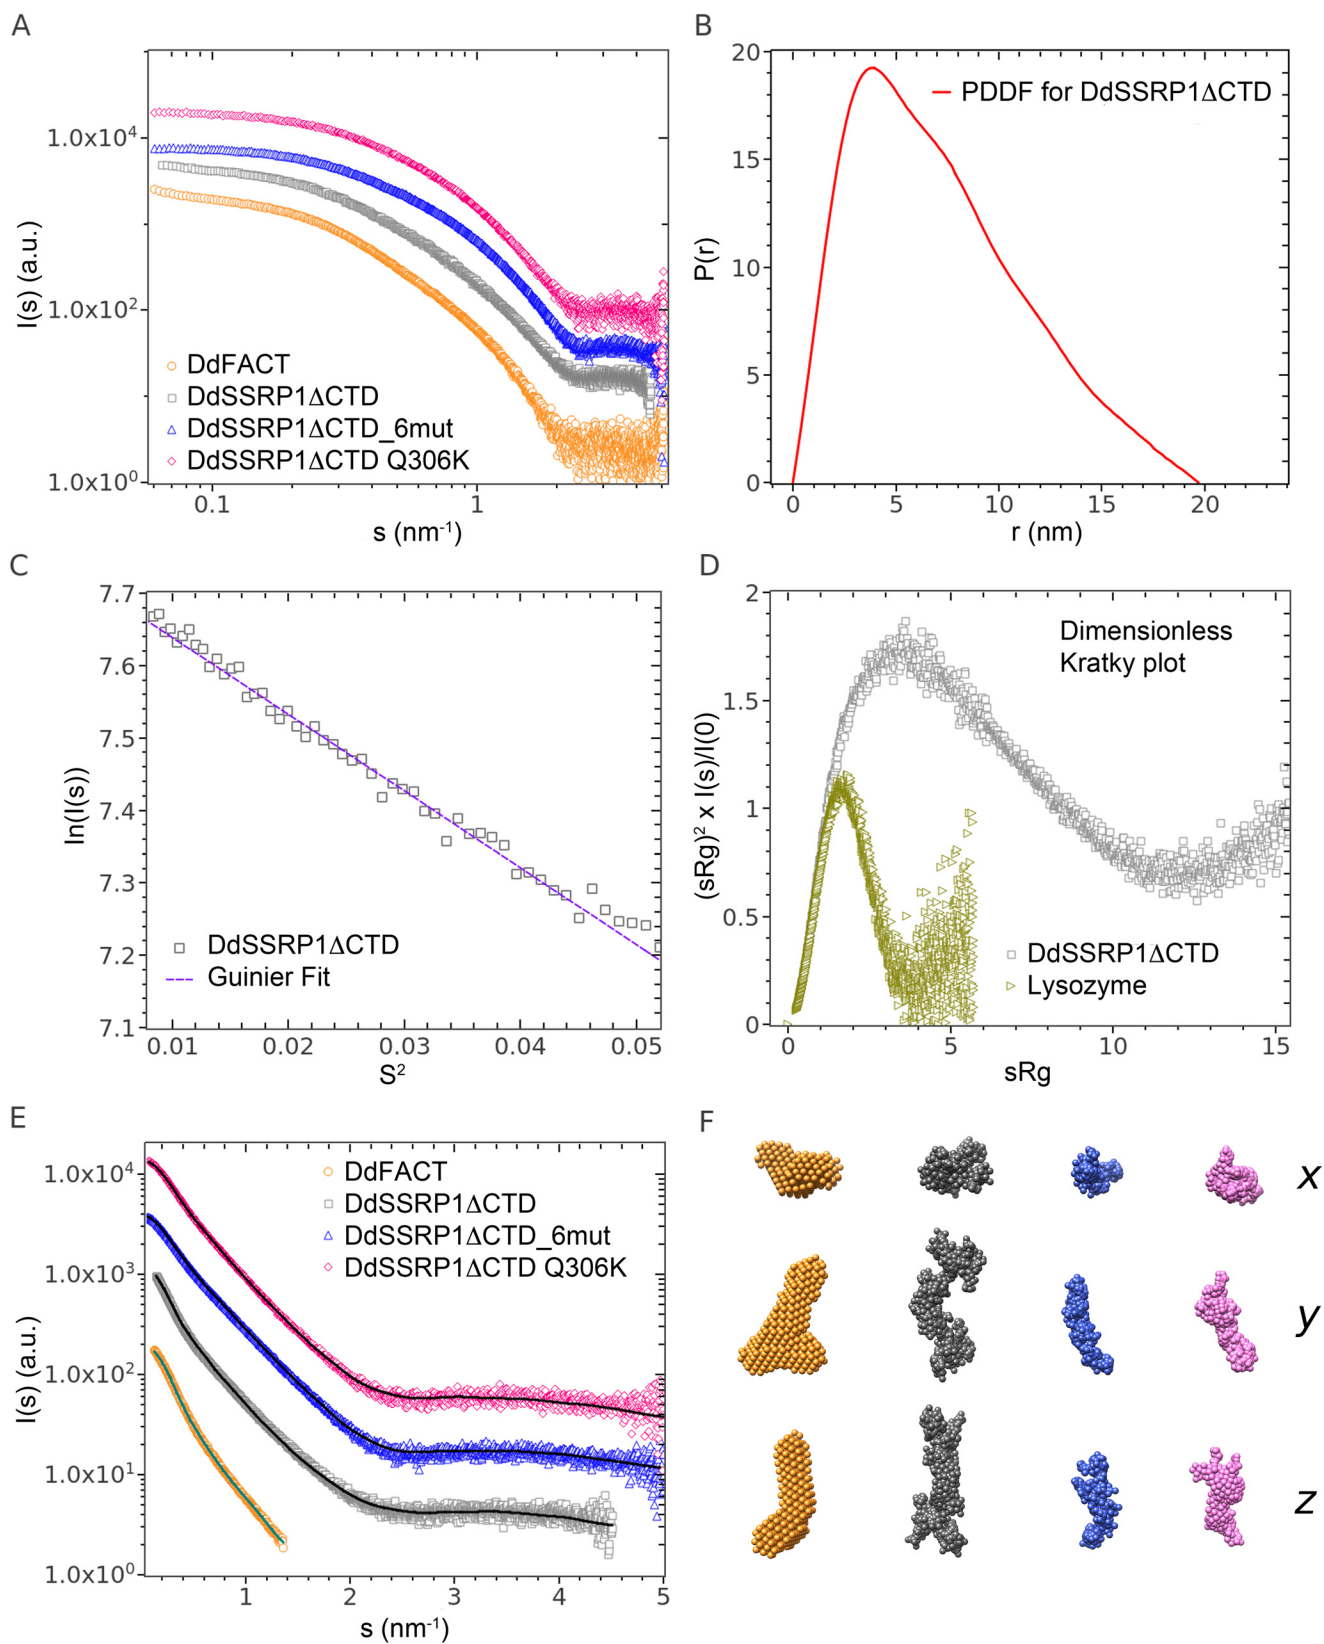 A
I(s) (a.u.)
1.0x10⁴
1.0x10²
1.0x10⁰
DdFACT
DdSSRP1ΔCTD
DdSSRP1ΔCTD_6mut
DdSSRP1ΔCTD Q306K
0.1 1
s (nm⁻¹)
B
P(r)
20
15
10
5
0
PDDF for DdSSRP1ΔCTD
0 5 10 15 20
r (nm)
C
ln(I(s))
7.7
7.6
7.5
7.4
7.3
7.2
7.1
DdSSRP1ΔCTD
Guinier Fit
0.01 0.02 0.03 0.04 0.05
S²
D
(sRg)² x I(s)/I(0)
2
1.5
1
0.5
0
Dimensionless
Kratky plot
DdSSRP1ΔCTD
Lysozyme
0 5 10 15
sRg
E
I(s) (a.u.)
1.0x10⁴
1.0x10³
1.0x10²
1.0x10¹
1.0x10⁰
DdFACT
DdSSRP1ΔCTD
DdSSRP1ΔCTD_6mut
DdSSRP1ΔCTD Q306K
1 2 3 4 5
s (nm⁻¹)
F
x
y
z